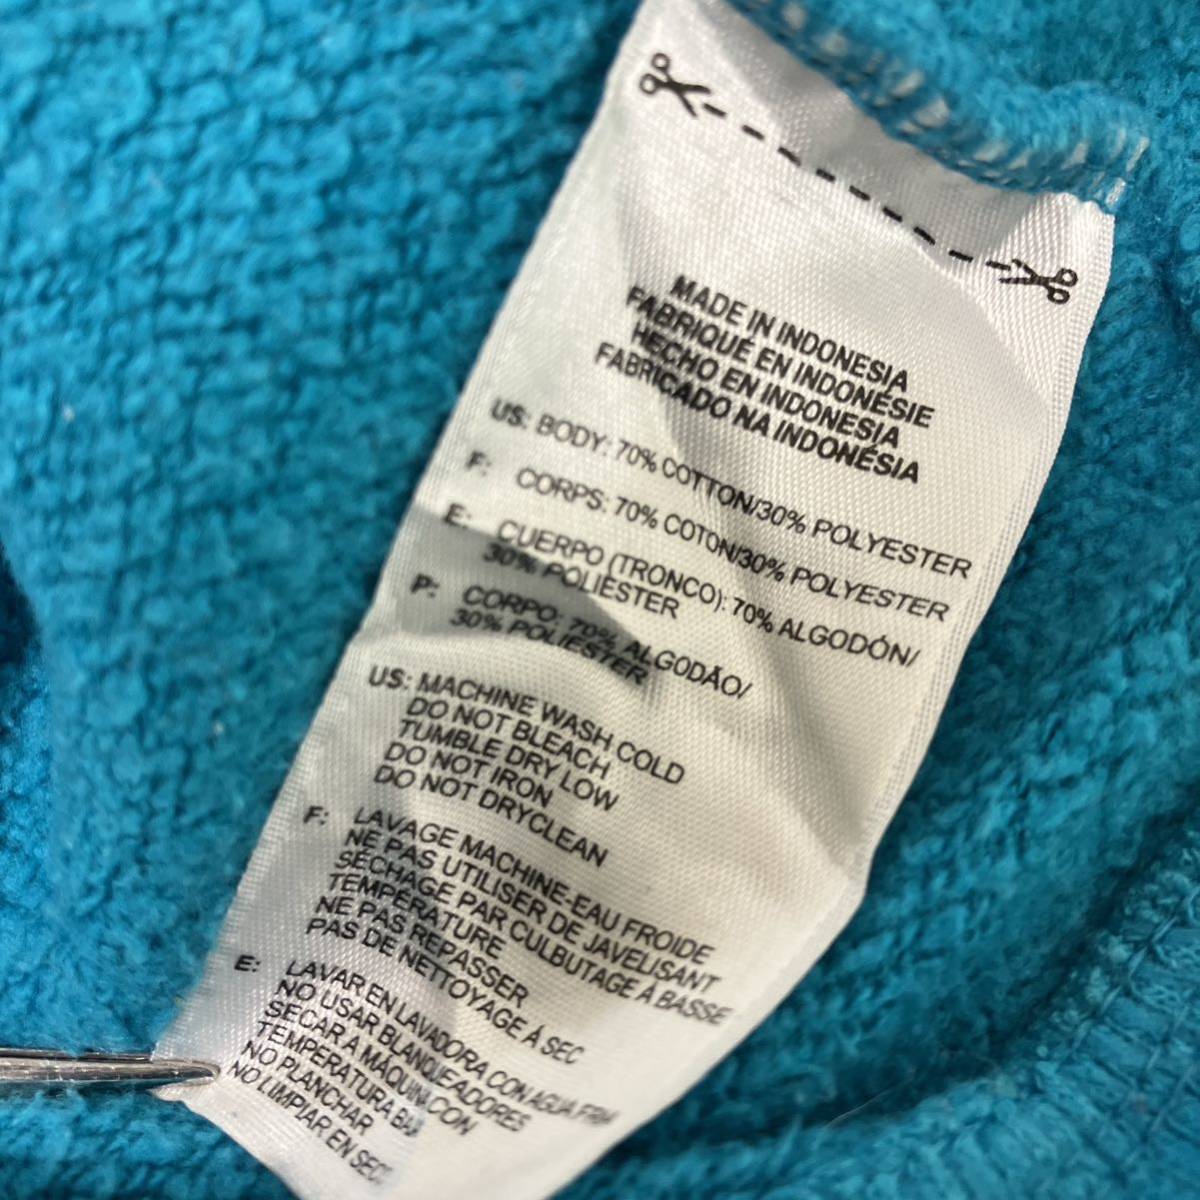 MADE IN INDONESIA
FABRIQUÉ EN INDONÉSIE
HECHO EN INDONESIA
FABRICADO NA INDONÉSIA
US: BODY: 70% COTTON/30% POLYESTER
F: CORPS: 70% COTON/30% POLYESTER
E: CUERPO (TRONCO): 70% ALGODÓN/
30% POLIÉSTER
P: CORPO: 70% ALGODÃO/
30% POLIESTER
US: MACHINE WASH COLD
DO NOT BLEACH
TUMBLE DRY LOW
DO NOT IRON
DO NOT DRYCLEAN
F: LAVAGE MACHINE-EAU FROIDE
NE PAS UTILISER DE JAVELISANT
SÉCHAGE PAR CULBUTAGE À BASSE
TEMPÉRATURE
NE PAS REPASSER
PAS DE NETTOYAGE À SEC
E: LAVAR EN LAVADORA CON AGUA FRIA
NO USAR BLANQUEADORES
SECAR A MAQUINA CON
TEMPERATURA BAJA
NO PLANCHAR
NO LIMPIAR EN SECO